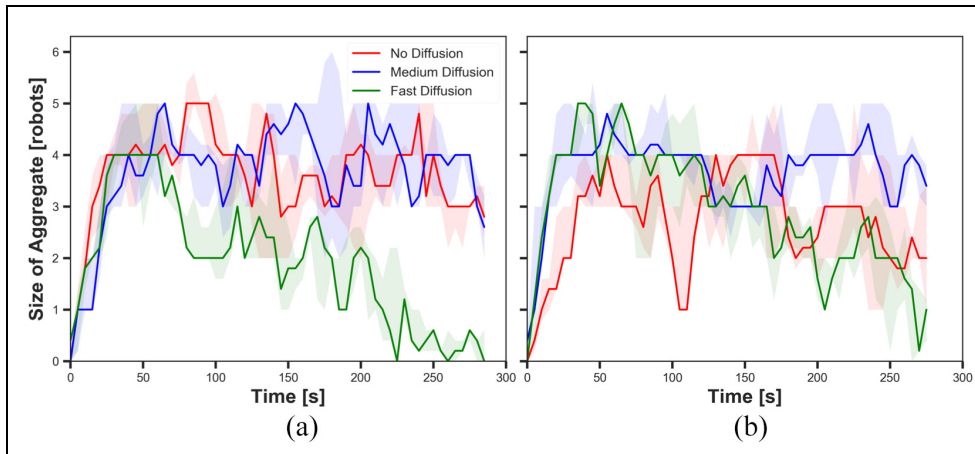 No Diffusion
Medium Diffusion
Fast Diffusion
Size of Aggregate [robots]
6
5
4
3
2
1
0
0 50 100 150 200 250 300
0 50 100 150 200 250 300
Time [s]
Time [s]
(a)
(b)